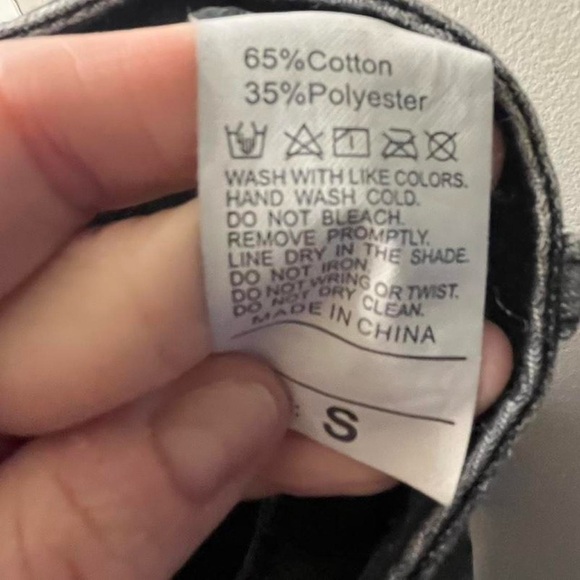 65%Cotton
35%Polyester
WASH WITH LIKE COLORS.
HAND WASH COLD.
DO NOT BLEACH.
REMOVE PROMPTLY.
LINE DRY IN THE SHADE.
DO NOT IRON
DO NOT WRING OR TWIST.
DO NOT DRY CLEAN.
MADE IN CHINA
: S